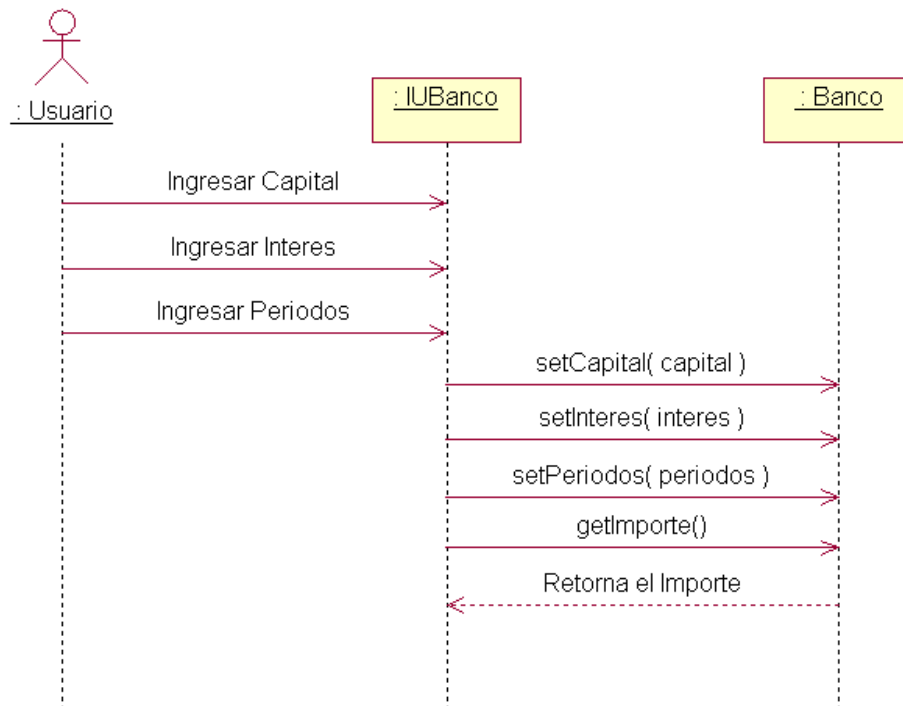 : Usuario
: IUBanco
: Banco
Ingresar Capital
Ingresar Interes
Ingresar Periodos
setCapital( capital )
setInteres( interes )
setPeriodos( periodos )
getImporte()
Retorna el Importe